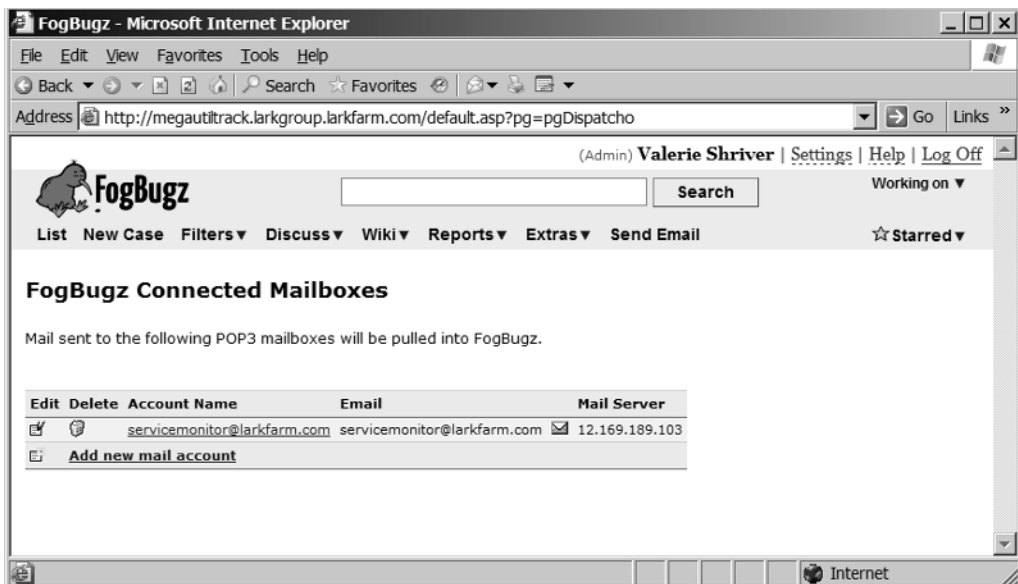 FogBugz - Microsoft Internet Explorer
File Edit View Favorites Tools Help
Back Search Favorites
Address http://megautiltrack.larkgroup.larkfarm.com/default.asp?pg=pgDispatcho Go Links »
(Admin) Valerie Shriver | Settings | Help | Log Off
FogBugz Search Working on ▼
List New Case Filters ▼ Discuss ▼ Wiki ▼ Reports ▼ Extras ▼ Send Email ☆ Starred ▼
FogBugz Connected Mailboxes
Mail sent to the following POP3 mailboxes will be pulled into FogBugz.
Edit Delete Account Name Email Mail Server
servicemonitor@larkfarm.com servicemonitor@larkfarm.com 12.169.189.103
Add new mail account
Internet